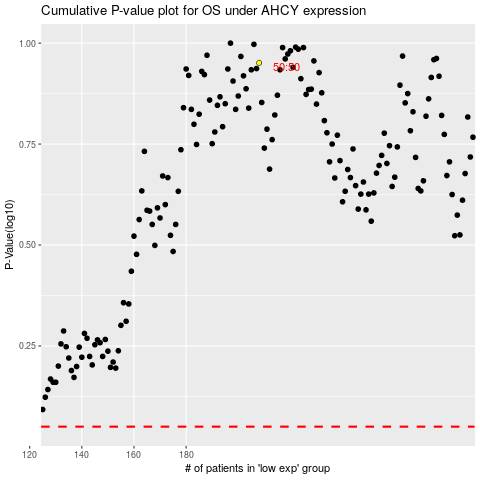 Cumulative P-value plot for OS under AHCY expression
1.00
50:50
0.75
P-Value(log10)
0.50
0.25
120 140 160 180
# of patients in 'low exp' group